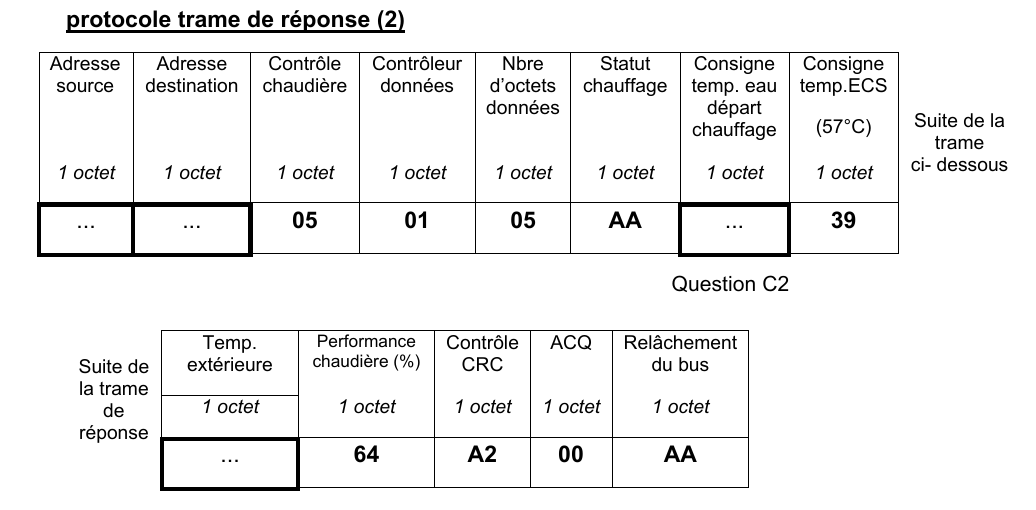 protocole trame de réponse (2)
Adresse source
1 octet
Adresse destination
1 octet
Contrôle chaudière
1 octet
Contrôleur données
1 octet
Nbre d'octets données
1 octet
Statut chauffage
1 octet
Consigne temp. eau départ chauffage
1 octet
Consigne temp.ECS
(57°C)
1 octet
Suite de la trame ci- dessous
... ... 05 01 05 AA ... 39
Question C2
Suite de la trame de réponse
Temp. extérieure
1 octet
Performance chaudière (%)
1 octet
Contrôle CRC
1 octet
ACQ
1 octet
Relâchement du bus
1 octet
... 64 A2 00 AA